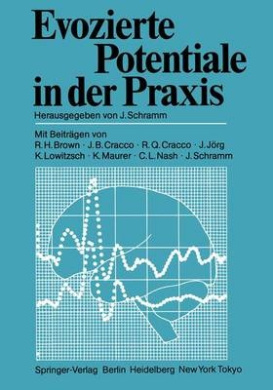 Evozierte
Potentiale
in der Praxis
Herausgegeben von J. Schramm
Mit Beiträgen von
R. H. Brown · J. B. Cracco · R. Q. Cracco · J. Jörg
K. Lowitzsch · K. Maurer · C. L. Nash · J. Schramm
Springer-Verlag Berlin Heidelberg New York Tokyo